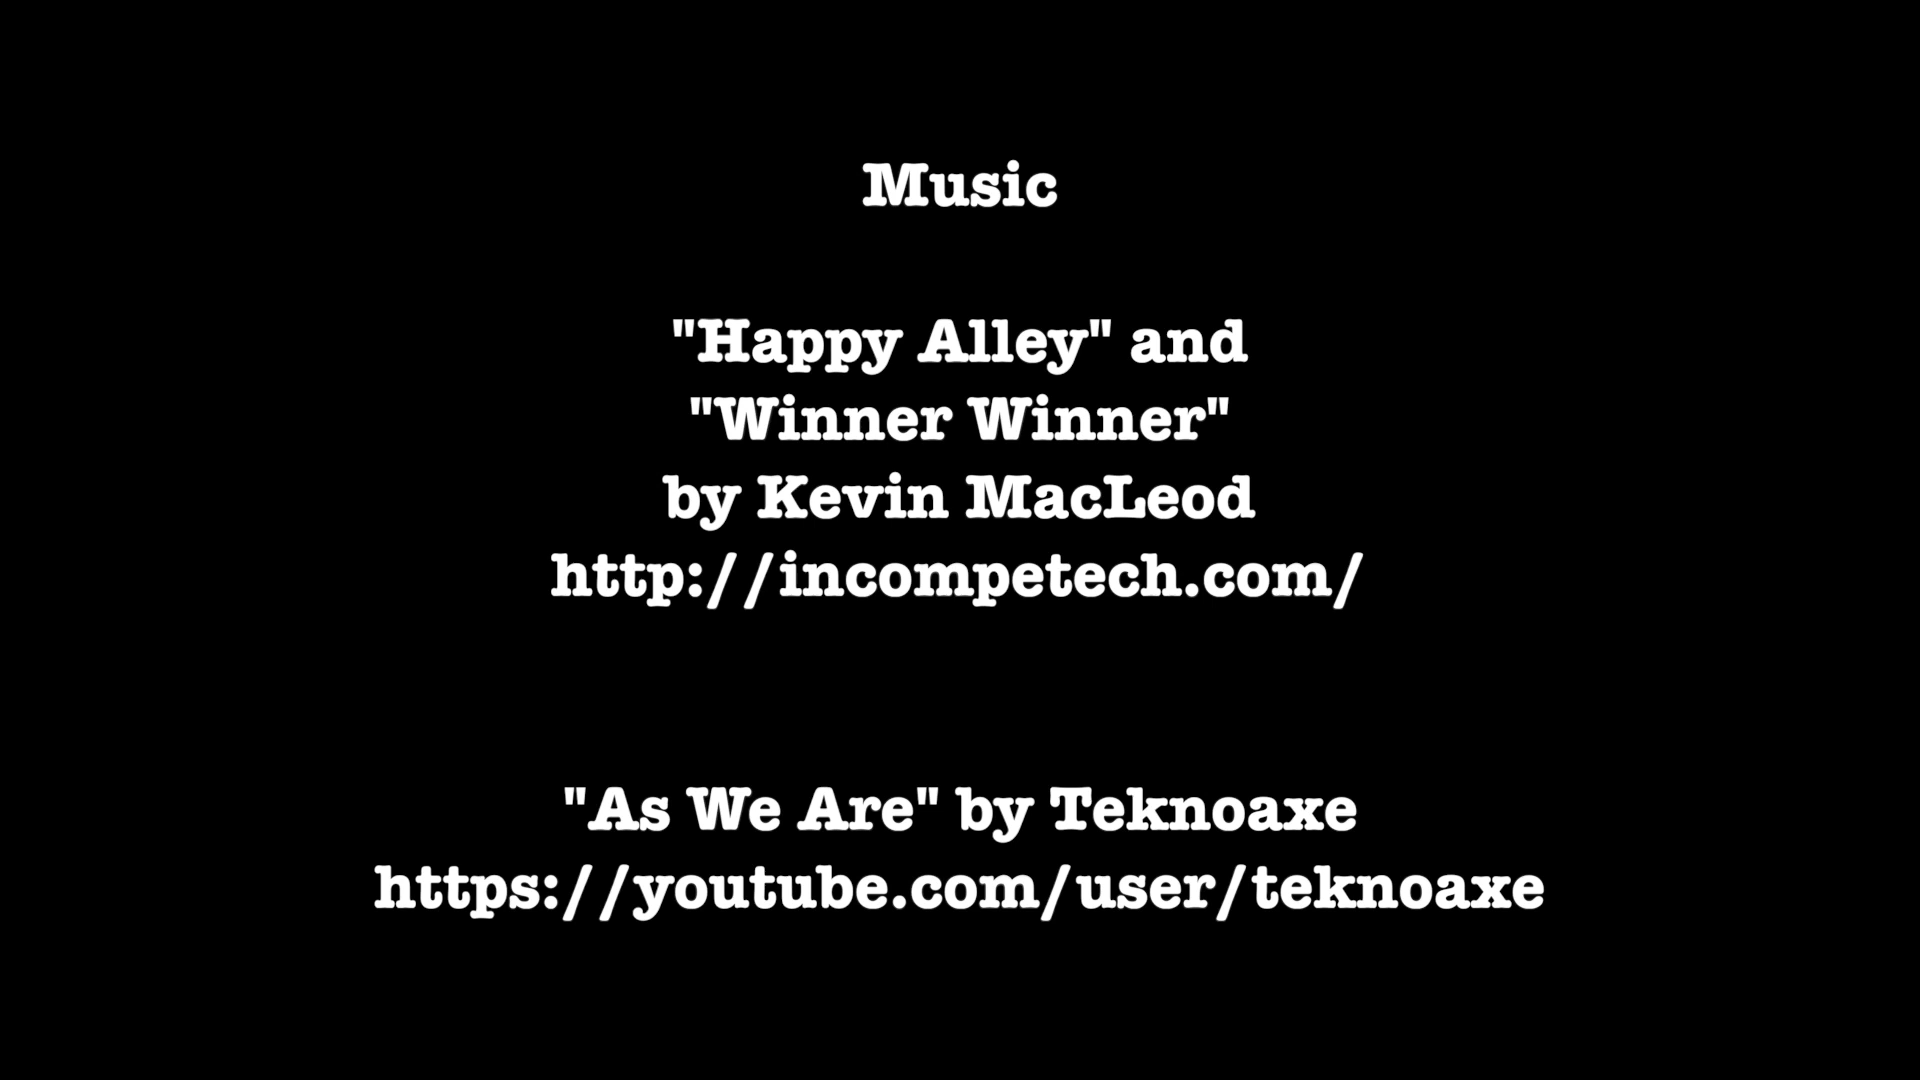 Music
"Happy Alley" and
"Winner Winner"
by Kevin MacLeod
http://incompetech.com/
"As We Are" by Teknoaxe
https://youtube.com/user/teknoaxe